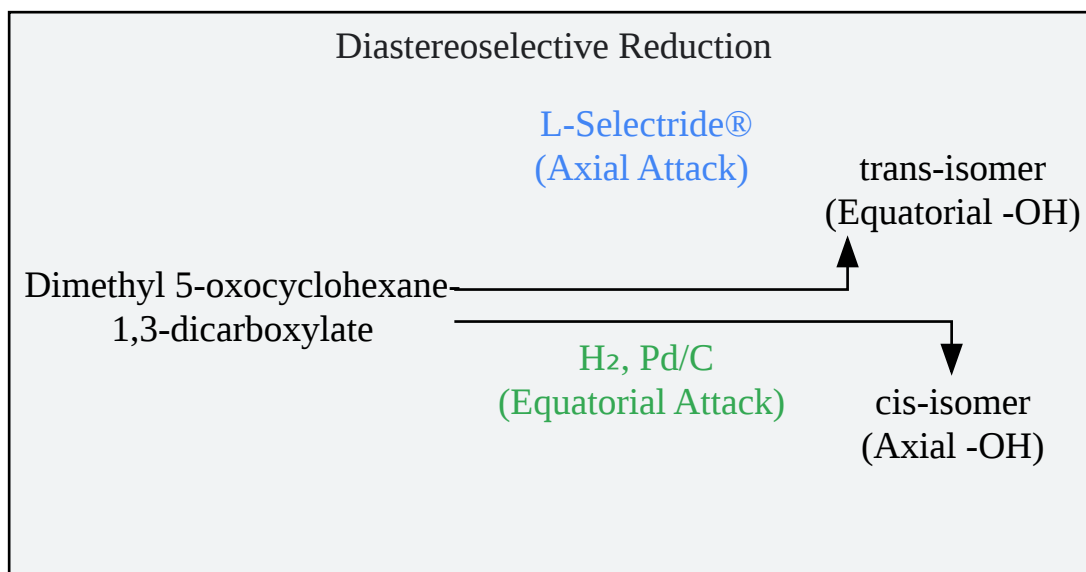 Diastereoselective Reduction
L-Selectride®
(Axial Attack)
trans-isomer
(Equatorial -OH)
Dimethyl 5-oxocyclohexane-
1,3-dicarboxylate
H₂, Pd/C
(Equatorial Attack)
cis-isomer
(Axial -OH)